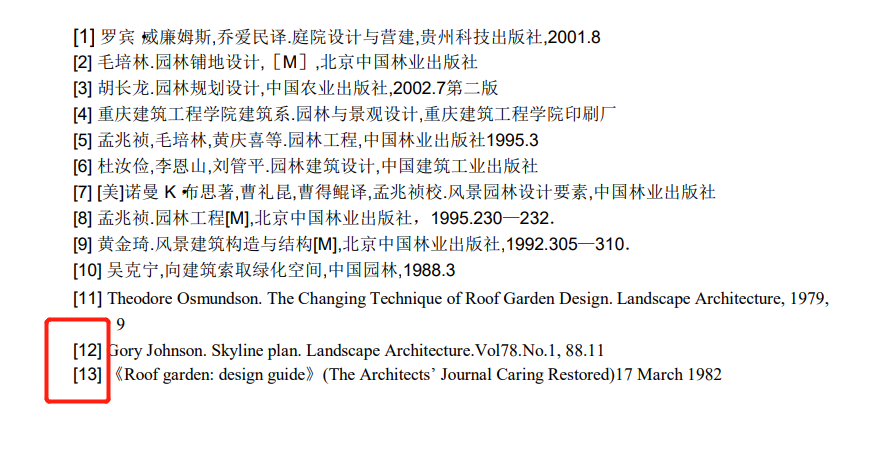 [1] 罗宾·威廉姆斯,乔爱民译.庭院设计与营建,贵州科技出版社,2001.8
[2] 毛培林.园林铺地设计,［M］,北京中国林业出版社
[3] 胡长龙.园林规划设计,中国农业出版社,2002.7第二版
[4] 重庆建筑工程学院建筑系.园林与景观设计,重庆建筑工程学院印刷厂
[5] 孟兆祯,毛培林,黄庆喜等.园林工程,中国林业出版社1995.3
[6] 杜汝俭,李恩山,刘管平.园林建筑设计,中国建筑工业出版社
[7] [美]诺曼 K·布思著,曹礼昆,曹得鲲译,孟兆祯校.风景园林设计要素,中国林业出版社
[8] 孟兆祯.园林工程[M],北京中国林业出版社，1995.230—232.
[9] 黄金琦.风景建筑构造与结构[M],北京中国林业出版社,1992.305—310.
[10] 吴克宁,向建筑索取绿化空间,中国园林,1988.3
[11] Theodore Osmundson. The Changing Technique of Roof Garden Design. Landscape Architecture, 1979,
9
[12] Gory Johnson. Skyline plan. Landscape Architecture.Vol78.No.1, 88.11
[13]《Roof garden: design guide》(The Architects’ Journal Caring Restored)17 March 1982